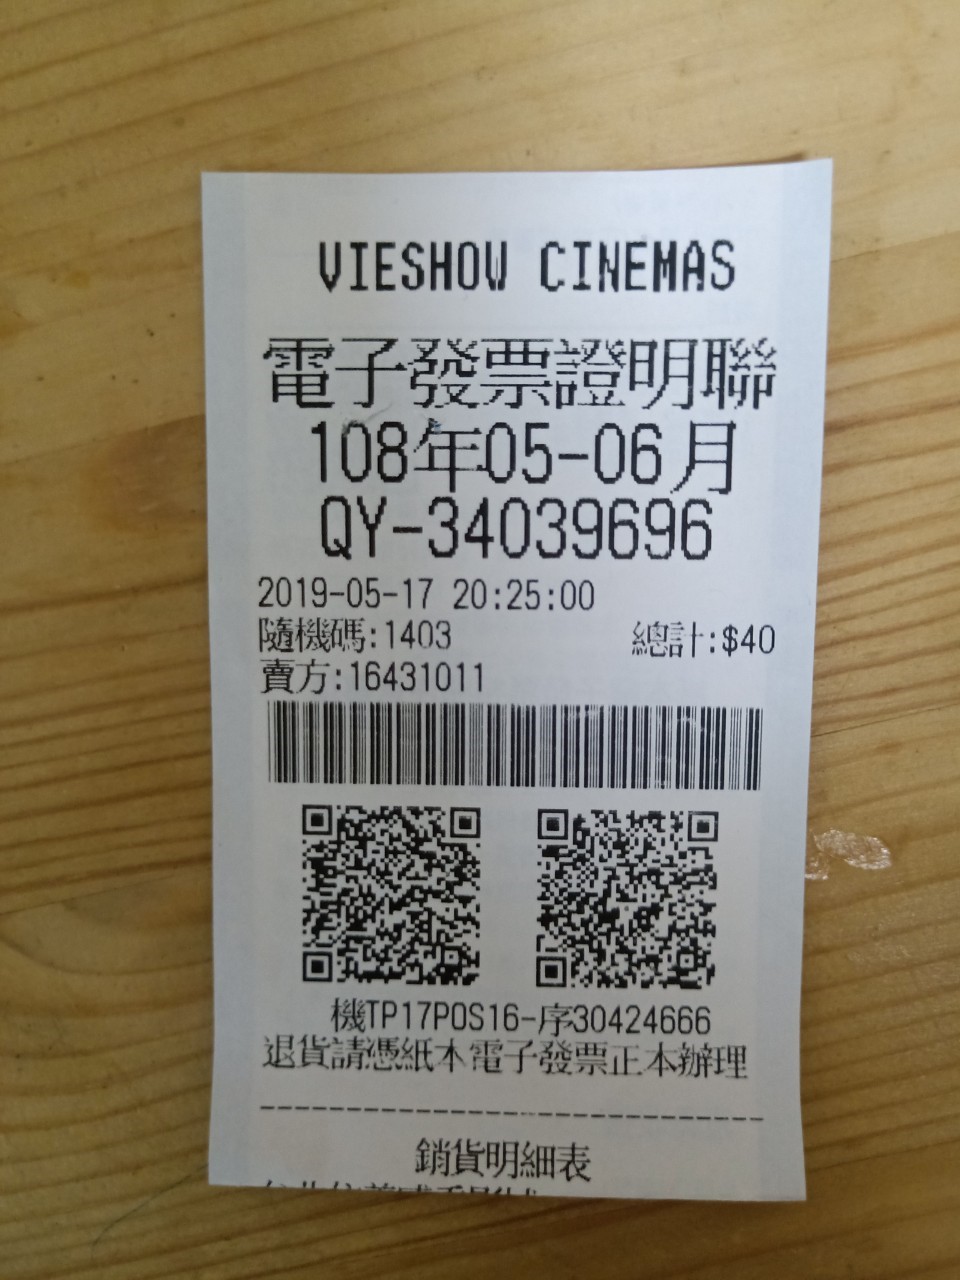 VIESHOW CINEMAS
電子發票證明聯
108年05-06月
QY-34039696
2019-05-17 20:25:00
隨機碼:1403 總計:$40
賣方:16431011
機TP17POS16-序30424666
退貨請憑紙本電子發票正本辦理
銷貨明細表